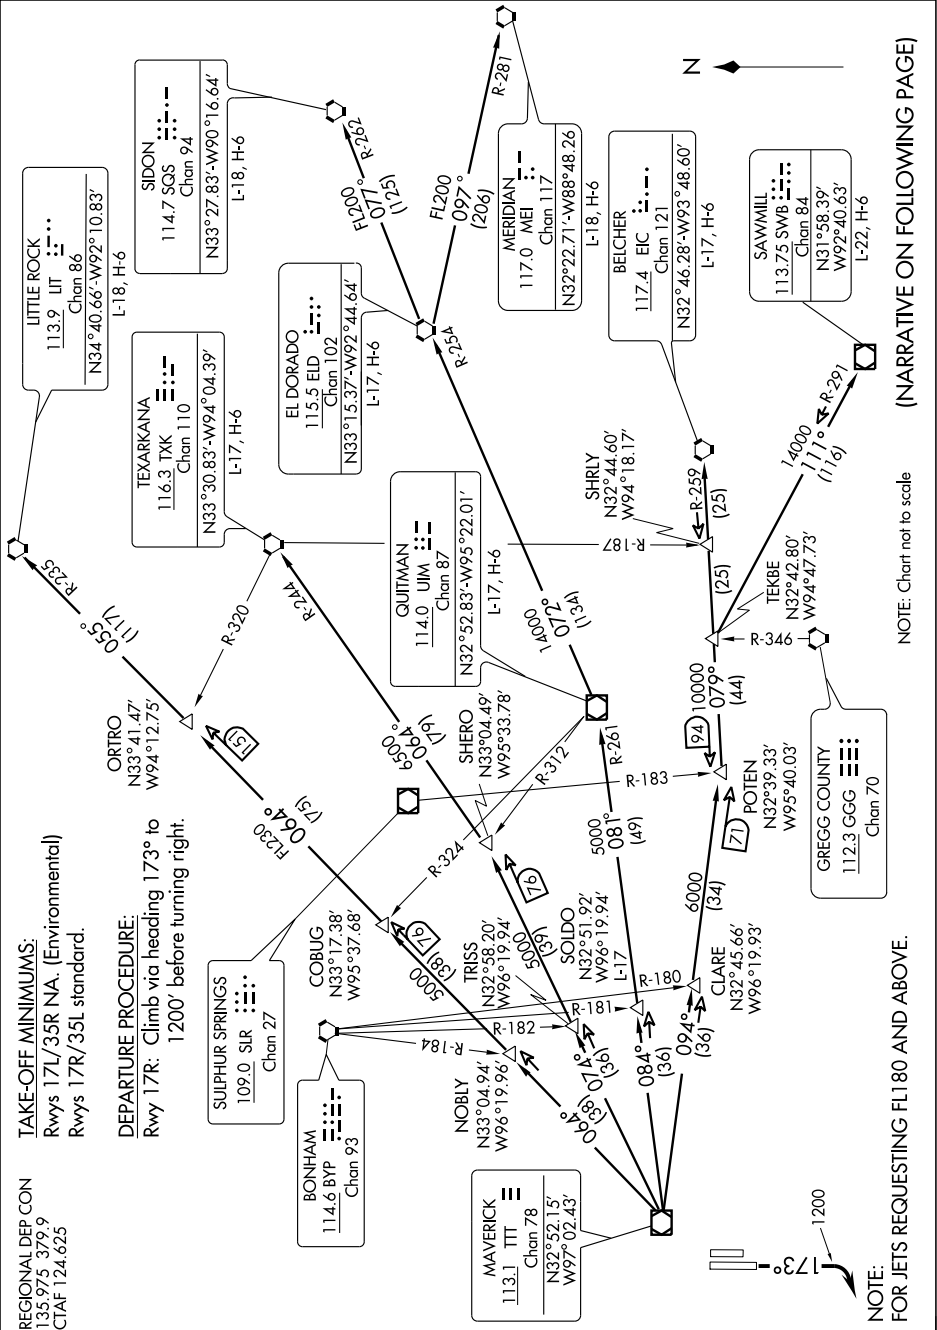 REGIONAL DEP CON
135.975 379.9
CTAF 124.625
TAKE-OFF MINIMUMS:
Rwys 17L/35R NA. (Environmental)
Rwys 17R/35L standard.
DEPARTURE PROCEDURE:
Rwy 17R: Climb via heading 173° to
1200' before turning right.
LITTLE ROCK
113.9 LIT
Chan 86
N34°40.66'-W92°10.83'
L-18, H-6
SIDON
114.7 SQS
Chan 94
N33°27.83'-W90°16.64'
L-18, H-6
TEXARKANA
116.3 TXK
Chan 110
N33°30.83'-W94°04.39'
L-17, H-6
EL DORADO
115.5 ELD
Chan 102
N33°15.37'-W92°44.64'
L-17, H-6
MERIDIAN
117.0 MEI
Chan 117
N32°22.71'-W88°48.26
L-18, H-6
BELCHER
117.4 EIC
Chan 121
N32°46.28'-W93°48.60'
L-17, H-6
SAWMILL
113.75 SWB
Chan 84
N31°58.39'
W92°40.63'
L-22, H-6
QUITMAN
114.0 UIM
Chan 87
N32°52.83'-W95°22.01'
L-17, H-6
SULPHUR SPRINGS
109.0 SLR
Chan 27
BONHAM
114.6 BYP
Chan 93
MAVERICK
113.1 TTT
Chan 78
N32°52.15'
W97°02.43'
GREGG COUNTY
112.3 GGG
Chan 70
ORTRO
N33°41.47'
W94°12.75'
COBUG
N33°17.38'
W95°37.68'
NOBLY
N33°04.94'
W96°19.96'
TRISS
N32°58.20'
W96°19.94'
SHERO
N33°04.49'
W95°33.78'
SOLDO
N32°51.92'
W96°19.94'
L-17
CLARE
N32°45.66'
W96°19.93'
POTEN
N32°39.33'
W95°40.03'
TEKBE
N32°42.80'
W94°47.73'
SHRLY
N32°44.60'
W94°18.17'
R-235
055°
(117)
R-320
151
FL230
064°
(75)
R-324
76
5000
(38)
R-184
064°
(38)
R-244
6500
064°
(79)
R-312
76
5000
(39)
R-182
074°
(36)
FL200
077°
(125)
R-262
FL200
097°
(206)
R-281
R-254
14000
072°
(134)
R-261
5000
081°
(49)
R-181
084°
(36)
R-180
094°
(36)
6000
(34)
71
R-183
94
10000
079°
(44)
R-346
(25)
R-187
R-259
(25)
14000
111°
(116)
R-291
N
173°
1200
NOTE:
FOR JETS REQUESTING FL180 AND ABOVE.
NOTE: Chart not to scale
(NARRATIVE ON FOLLOWING PAGE)